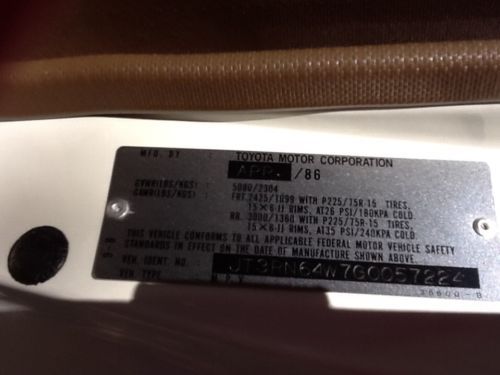 MFD. BY TOYOTA MOTOR CORPORATION
APR. /86
GVWR(LBS/KGS) : 5080/2304
GAWR(LBS/KGS) : FRT.2425/1099 WITH P225/75R-15 TIRES,
15×6-JJ RIMS, AT26 PSI/180KPA COLD.
RR. 3000/1360 WITH P225/75R-15 TIRES,
15×6-JJ RIMS, AT35 PSI/240KPA COLD.
THIS VEHICLE CONFORMS TO ALL APPLICABLE FEDERAL MOTOR VEHICLE SAFETY
STANDARDS IN EFFECT ON THE DATE OF MANUFACTURE SHOWN ABOVE.
VEH. IDENT. NO. : JT3RN64W7G0057224
VEH. TYPE : M.P.V.